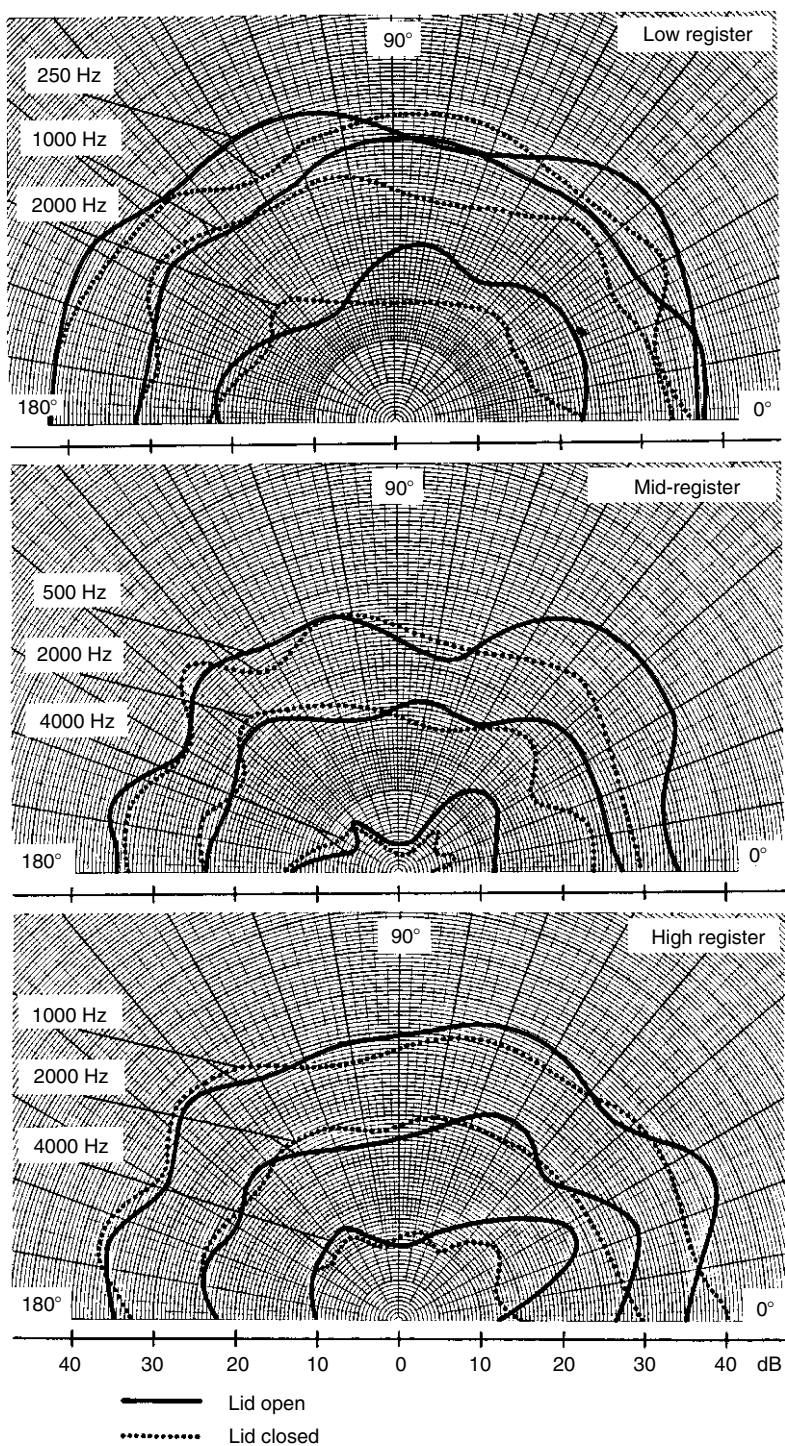 90°
Low register
250 Hz
1000 Hz
2000 Hz
180°
0°
90°
Mid-register
500 Hz
2000 Hz
4000 Hz
180°
0°
90°
High register
1000 Hz
2000 Hz
4000 Hz
180°
0°
40 30 20 10 0 10 20 30 40 dB
Lid open
Lid closed